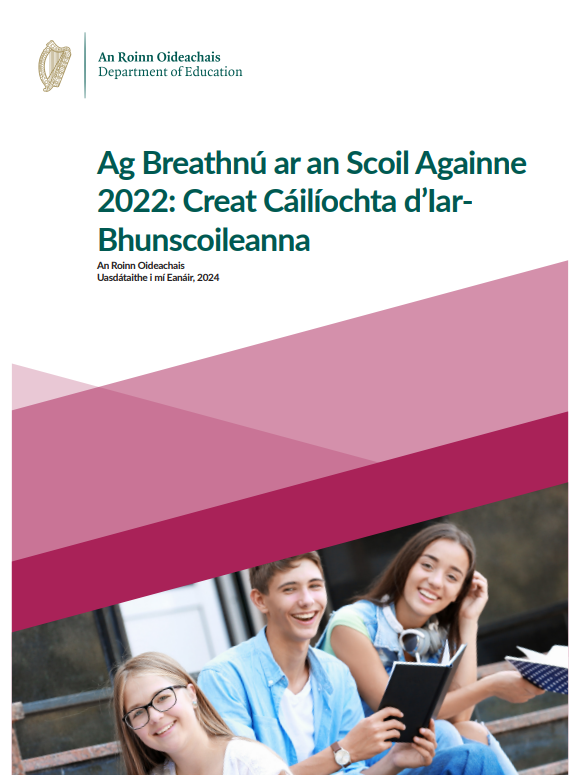 An Roinn Oideachais
Department of Education
Ag Breathnú ar an Scoil Againne
2022: Creat Cáilíochta d’Iar-
Bhunscoileanna
An Roinn Oideachais
Uasdátaithe i mí Eanáir, 2024